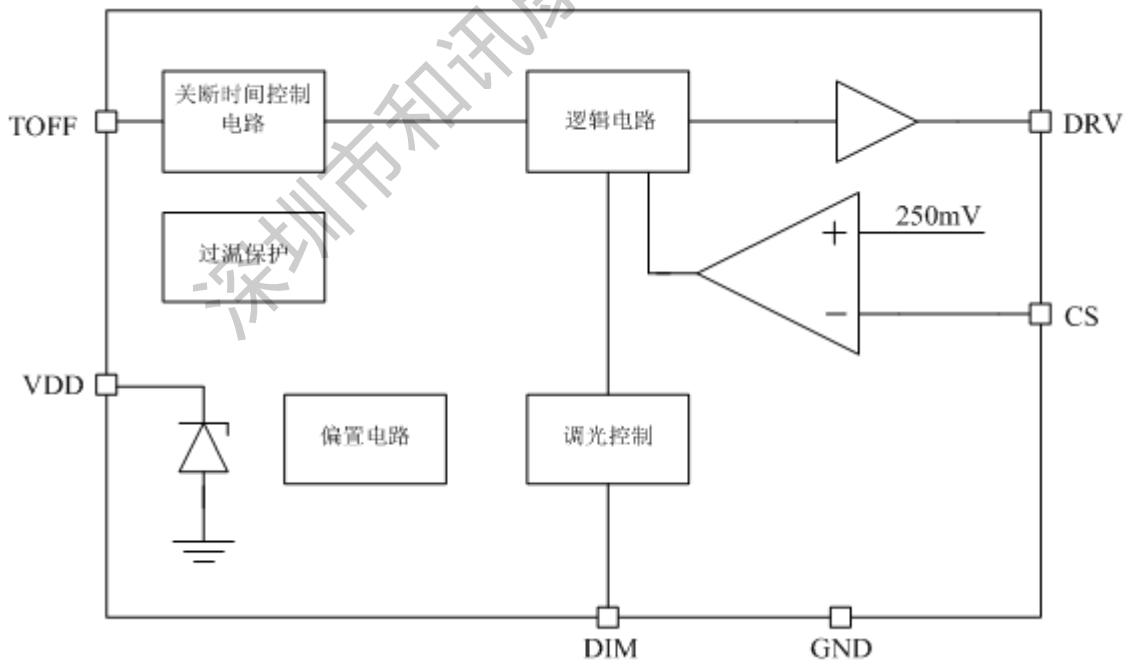 深圳市和讯康
关断时间控制
电路
逻辑电路
TOFF
DRV
过温保护
250mV
+
−
CS
VDD
偏置电路
调光控制
DIM
GND